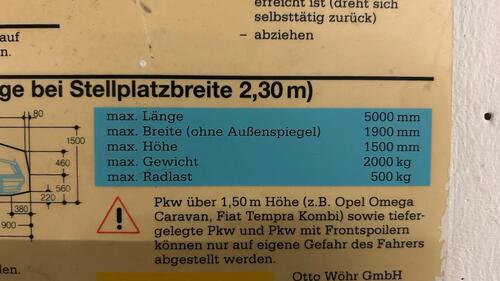 erreicht ist (dreht sich
selbsttätig zurück)
– abziehen
auf
nen.
ge bei Stellplatzbreite 2,30 m)
80
1500
460
560
220
380
900
max. Länge 5000 mm
max. Breite (ohne Außenspiegel) 1900 mm
max. Höhe 1500 mm
max. Gewicht 2000 kg
max. Radlast 500 kg
!
Pkw über 1,50 m Höhe (z.B. Opel Omega
Caravan, Fiat Tempra Kombi) sowie tiefer-
gelegte Pkw und Pkw mit Frontspoilern
können nur auf eigene Gefahr des Fahrers
abgestellt werden.
den.
Otto Wöhr GmbH